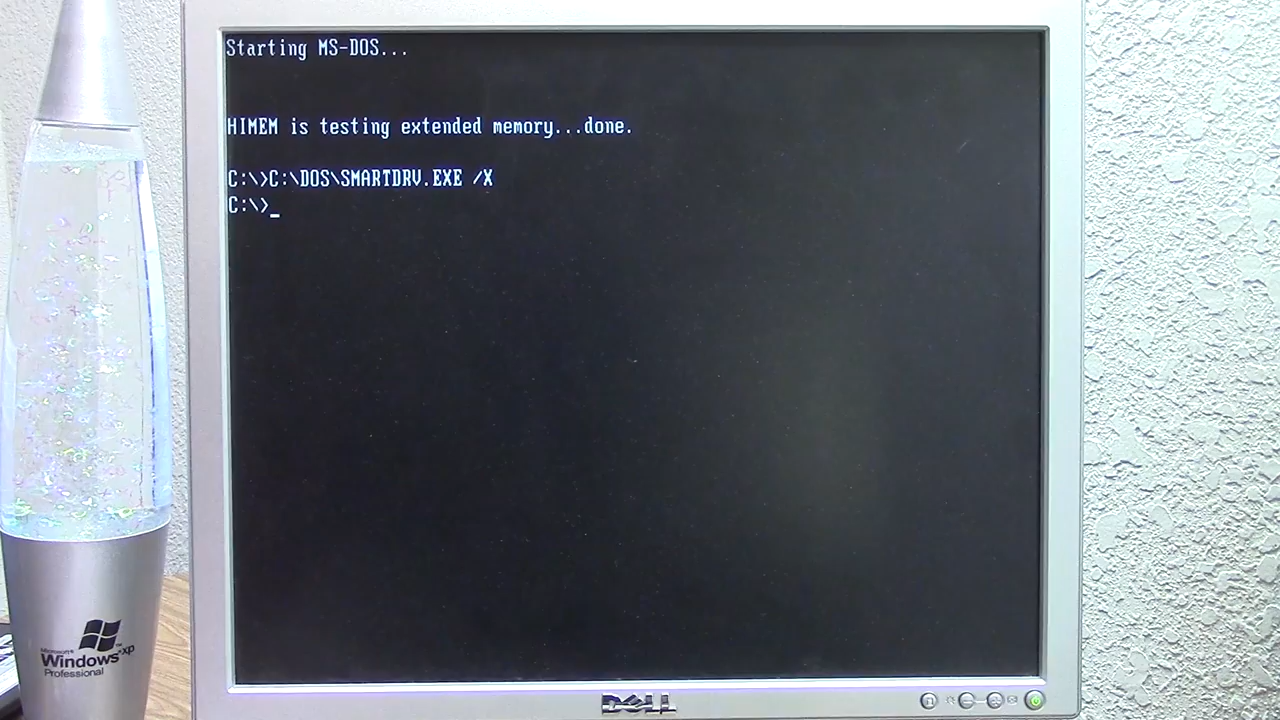 Starting MS-DOS...
HIMEM is testing extended memory...done.
C:\>C:\DOS\SMARTDRV.EXE /X
C:\>_
Microsoft®
Windows xp
Professional
DELL